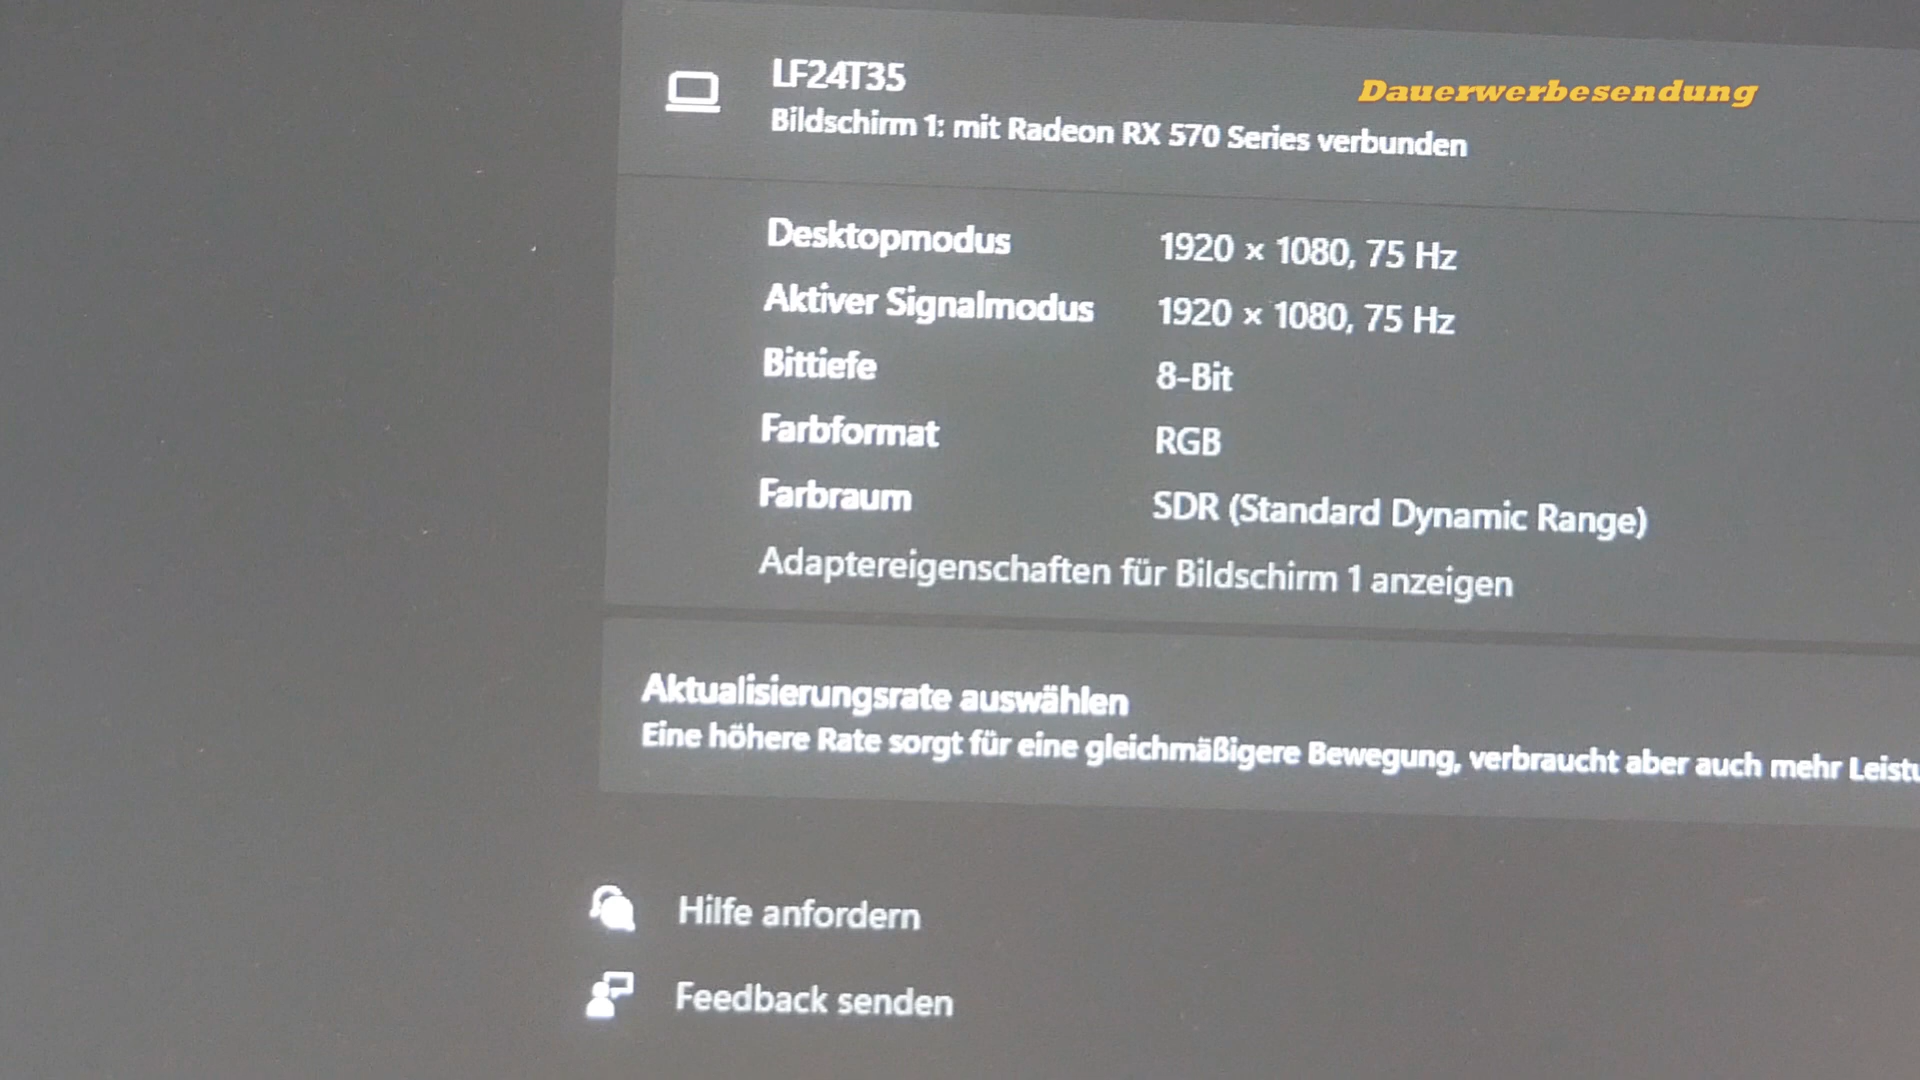 LF24T35
Dauerwerbesendung
Bildschirm 1: mit Radeon RX 570 Series verbunden
Desktopmodus 1920 × 1080, 75 Hz
Aktiver Signalmodus 1920 × 1080, 75 Hz
Bittiefe 8-Bit
Farbformat RGB
Farbraum SDR (Standard Dynamic Range)
Adaptereigenschaften für Bildschirm 1 anzeigen
Aktualisierungsrate auswählen
Eine höhere Rate sorgt für eine gleichmäßigere Bewegung, verbraucht aber auch mehr
Hilfe anfordern
Feedback senden